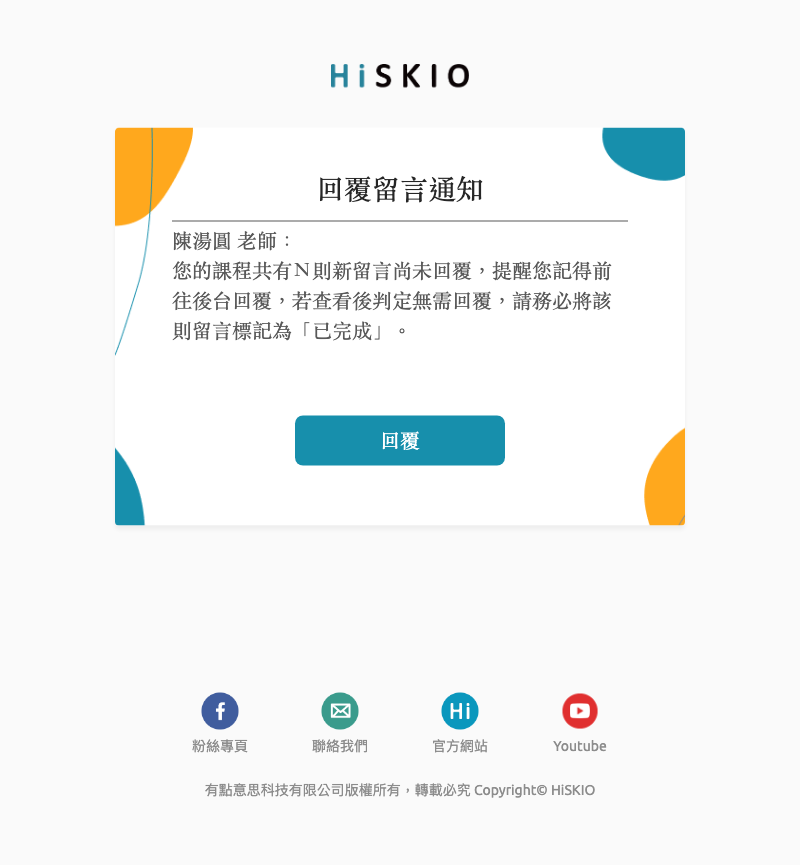 HiSKIO
回覆留言通知
陳湯圓 老師：
您的課程共有N則新留言尚未回覆，提醒您記得前
往後台回覆，若查看後判定無需回覆，請務必將該
則留言標記為「已完成」。
回覆
Hi
粉絲專頁 聯絡我們 官方網站 Youtube
有點意思科技有限公司版權所有，轉載必究 Copyright© HiSKIO